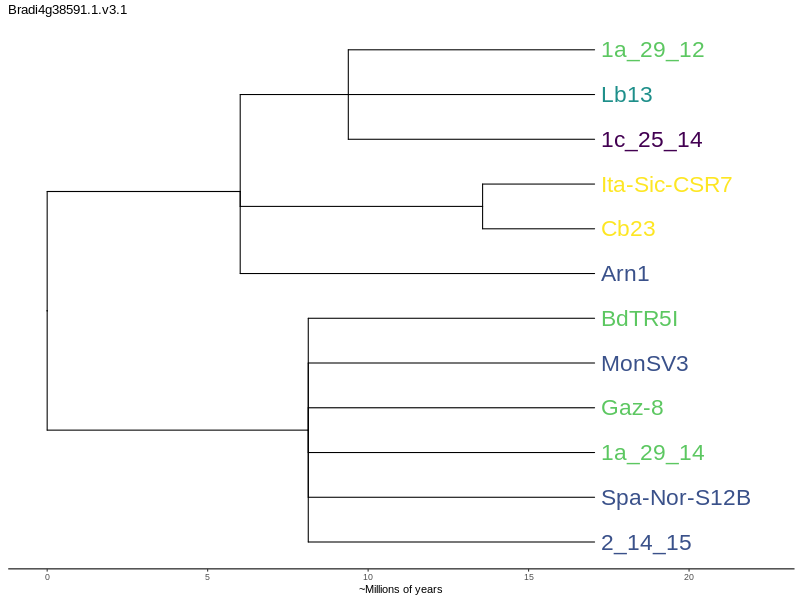 Bradi4g38591.1.v3.1
1a_29_12
Lb13
1c_25_14
Ita-Sic-CSR7
Cb23
Arn1
BdTR5I
MonSV3
Gaz-8
1a_29_14
Spa-Nor-S12B
2_14_15
0 5 10 15 20
~Millions of years